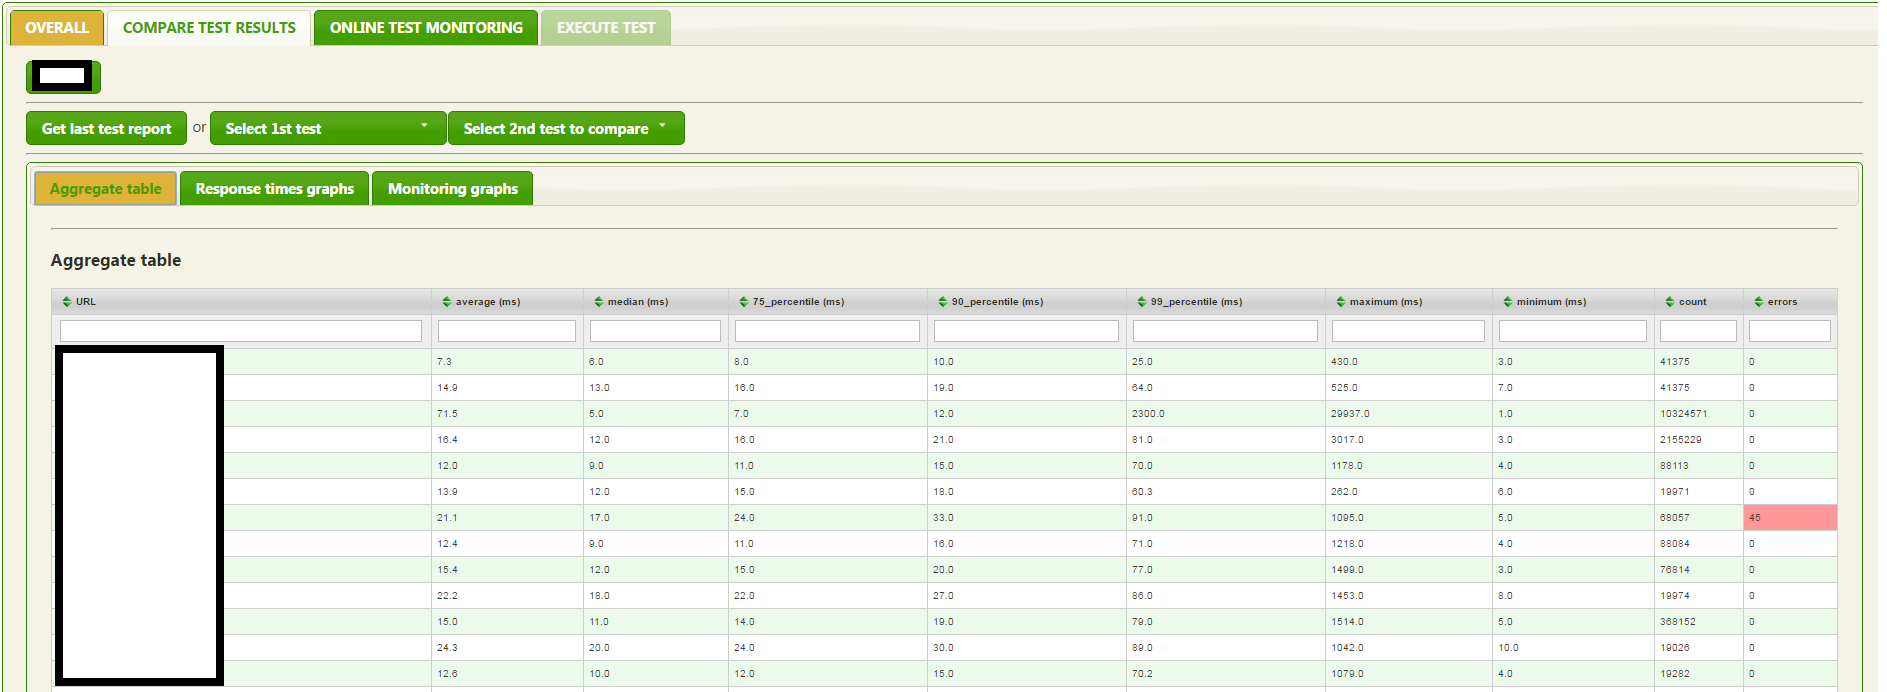 OVERALL COMPARE TEST RESULTS ONLINE TEST MONITORING EXECUTE TEST
Get last test report or Select 1st test Select 2nd test to compare
Aggregate table Response times graphs Monitoring graphs
Aggregate table
URL average (ms) median (ms) 75_percentile (ms) 90_percentile (ms) 99_percentile (ms) maximum (ms) minimum (ms) count errors
7.3 6.0 8.0 10.0 25.0 430.0 3.0 41375 0
14.9 13.0 16.0 19.0 64.0 525.0 7.0 41375 0
71.5 5.0 7.0 12.0 2300.0 29937.0 1.0 10324571 0
16.4 12.0 16.0 21.0 81.0 3017.0 3.0 2155229 0
12.0 9.0 11.0 15.0 70.0 1178.0 4.0 88113 0
13.9 12.0 15.0 18.0 60.3 262.0 6.0 19971 0
21.1 17.0 24.0 33.0 91.0 1095.0 5.0 68057 45
12.4 9.0 11.0 16.0 71.0 1218.0 4.0 88084 0
15.4 12.0 15.0 20.0 77.0 1499.0 3.0 76814 0
22.2 18.0 22.0 27.0 86.0 1453.0 8.0 19974 0
15.0 11.0 14.0 19.0 79.0 1514.0 5.0 368152 0
24.3 20.0 24.0 30.0 89.0 1042.0 10.0 19026 0
12.6 10.0 12.0 15.0 70.2 1079.0 4.0 19282 0